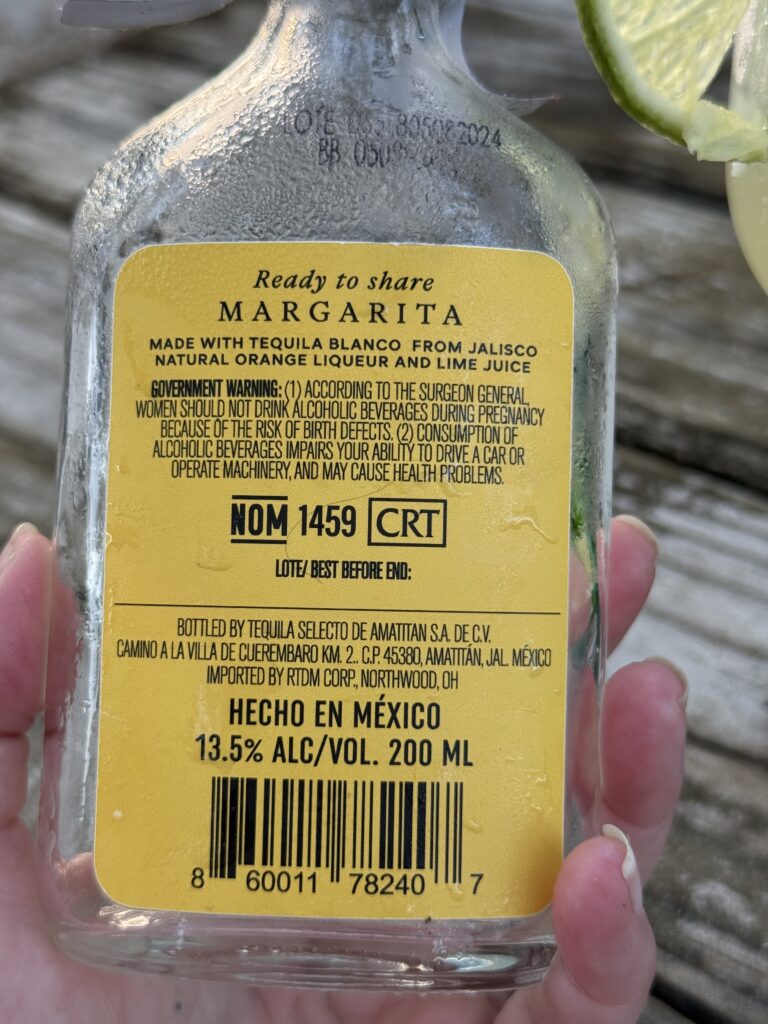 LOTE 805062024
BB
Ready to share
MARGARITA
MADE WITH TEQUILA BLANCO FROM JALISCO
NATURAL ORANGE LIQUEUR AND LIME JUICE
GOVERNMENT WARNING: (1) ACCORDING TO THE SURGEON GENERAL,
WOMEN SHOULD NOT DRINK ALCOHOLIC BEVERAGES DURING PREGNANCY
BECAUSE OF THE RISK OF BIRTH DEFECTS. (2) CONSUMPTION OF
ALCOHOLIC BEVERAGES IMPAIRS YOUR ABILITY TO DRIVE A CAR OR
OPERATE MACHINERY, AND MAY CAUSE HEALTH PROBLEMS.
NOM 1459 CRT
LOTE/ BEST BEFORE END:
BOTTLED BY TEQUILA SELECTO DE AMATITAN S.A. DE C.V.
CAMINO A LA VILLA DE CUEREMBARO KM. 2.. C.P. 45380, AMATITÁN, JAL. MÉXICO
IMPORTED BY RTDM CORP., NORTHWOOD, OH
HECHO EN MÉXICO
13.5% ALC/VOL. 200 ML
8 60011 78240 7